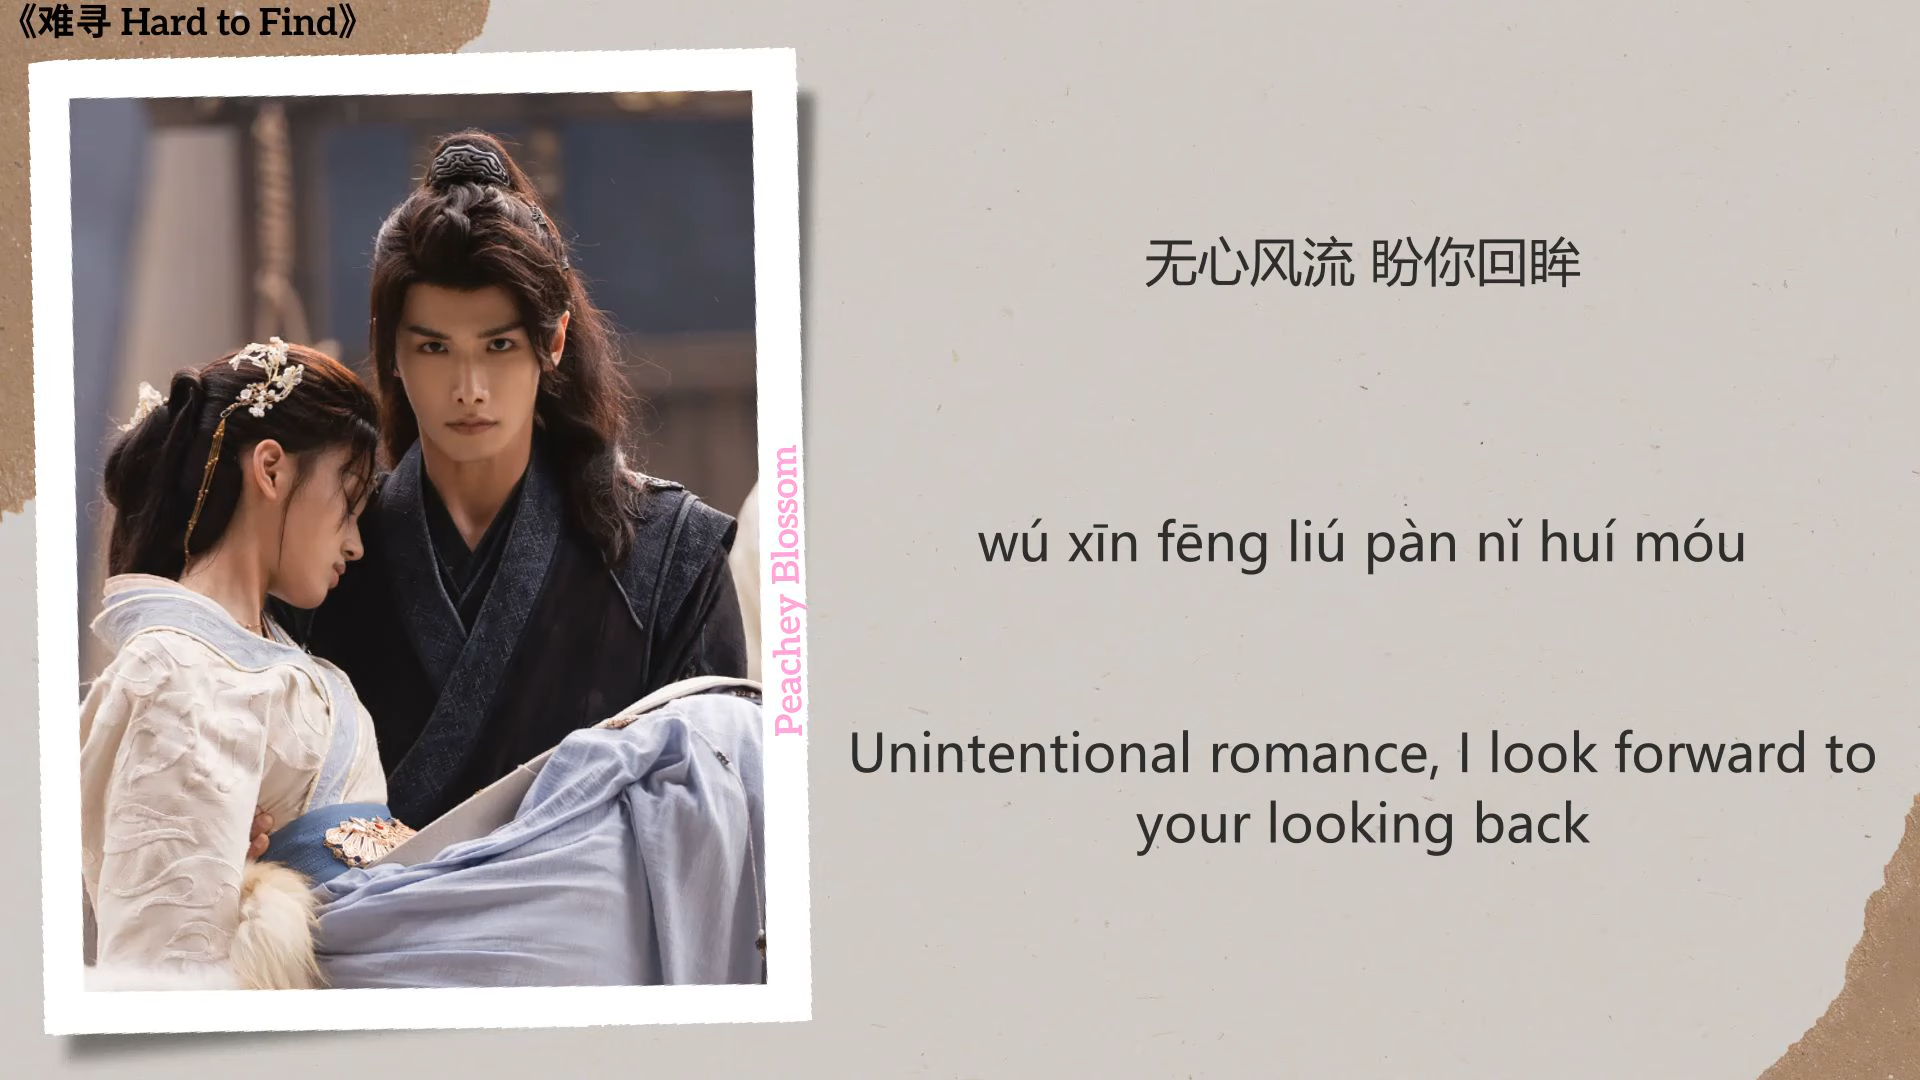 《难寻 Hard to Find》
无心风流 盼你回眸
wú xīn fēng liú pàn nǐ huí móu
Unintentional romance, I look forward to
your looking back
Peachey Blossom